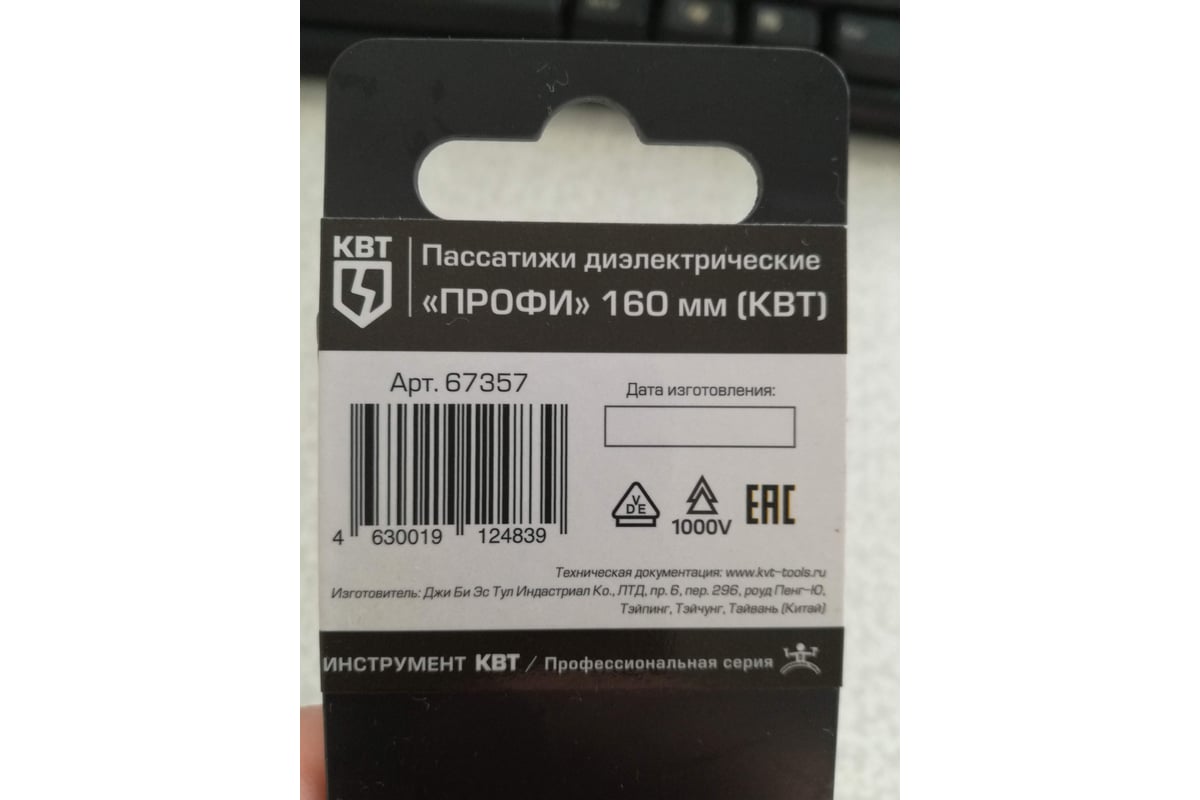 КВТ
Пассатижи диэлектрические
«ПРОФИ» 160 мм (КВТ)
Арт. 67357
Дата изготовления:
4 630019 124839
VDE
1000V
EAC
Техническая документация: www.kvt-tools.ru
Изготовитель: Джи Би Эс Тул Индастриал Ко., ЛТД, пр. 6, пер. 296, роуд Пенг-Ю,
Тэйпинг, Тэйчунг, Тайвань (Китай)
ИНСТРУМЕНТ КВТ / Профессиональная серия